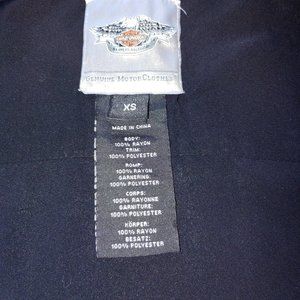 GENUINE MOTORCLOTHES
XS
MADE IN CHINA
BODY:
100% RAYON
TRIM:
100% POLYESTER
ROMP:
100% RAYON
GARNERING:
100% POLYESTER
CORPS:
100% RAYONNE
GARNITURE:
100% POLYESTER
KÖRPER:
100% RAYON
BESATZ:
100% POLYESTER